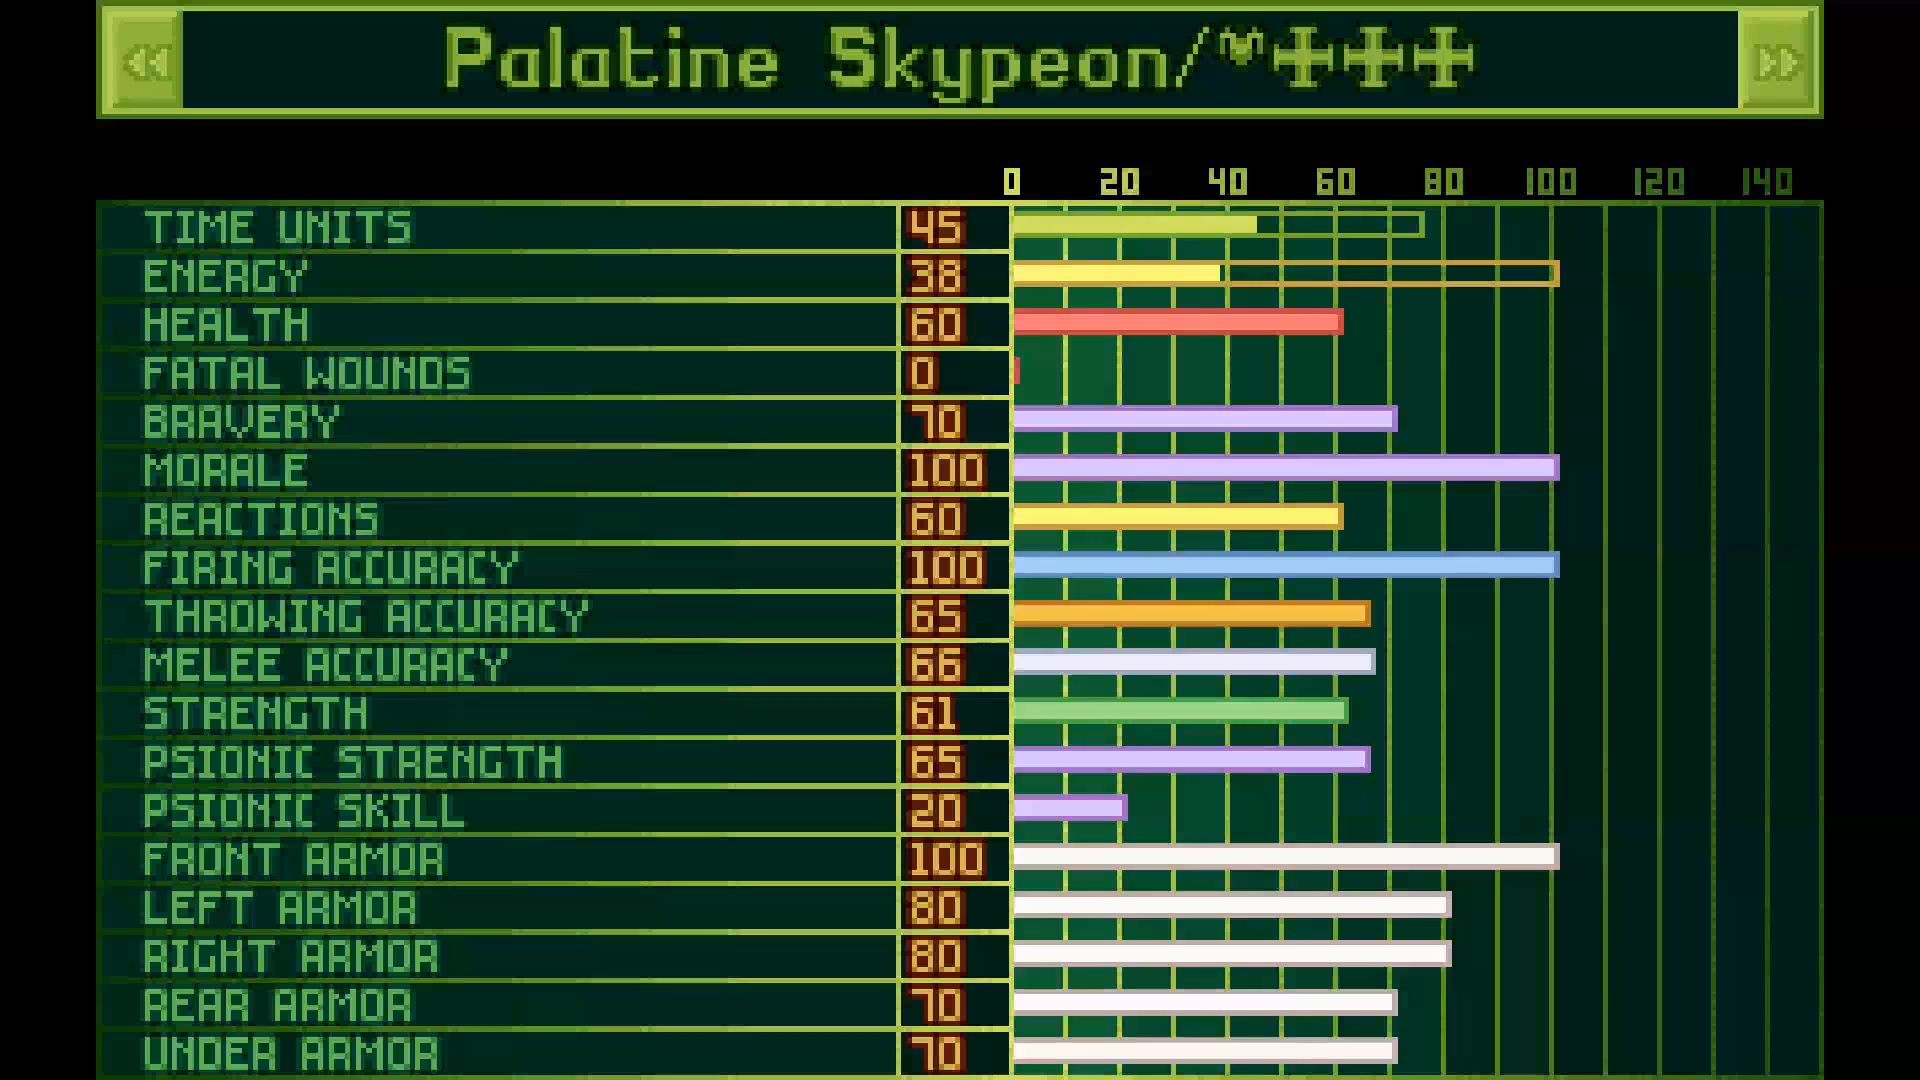 Palatine Skypean/
0 20 40 60 80 100 120 140
TIME UNITS 45
ENERGY 38
HEALTH 60
FATAL WOUNDS 0
BRAVERY 70
MORALE 100
REACTIONS 60
FIRING ACCURACY 100
THROWING ACCURACY 65
MELEE ACCURACY 66
STRENGTH 61
PSIONIC STRENGTH 65
PSIONIC SKILL 20
FRONT ARMOR 100
LEFT ARMOR 80
RIGHT ARMOR 80
REAR ARMOR 70
UNDER ARMOR 70